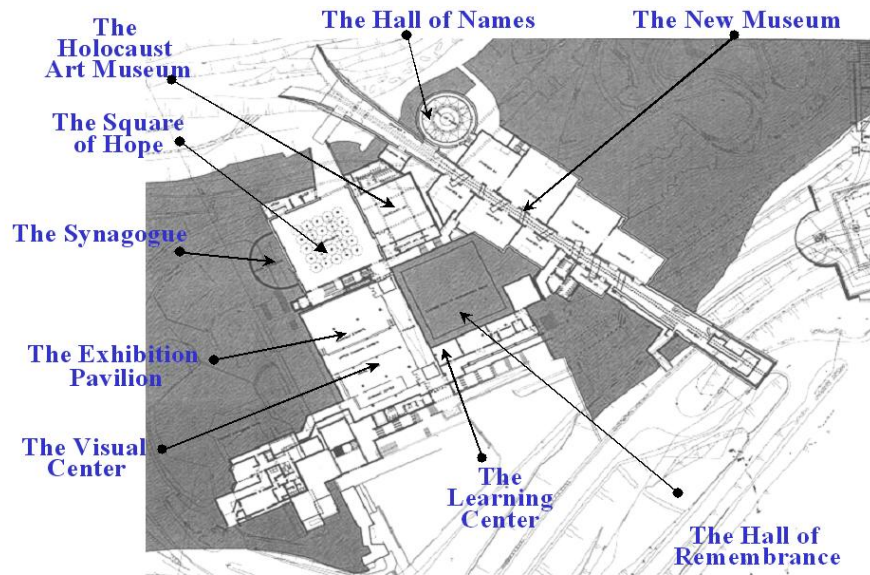 The
Holocaust
Art Museum
The Hall of Names
The New Museum
The Square
of Hope
The Synagogue
The Exhibition
Pavilion
The Visual
Center
The
Learning
Center
The Hall of
Remembrance